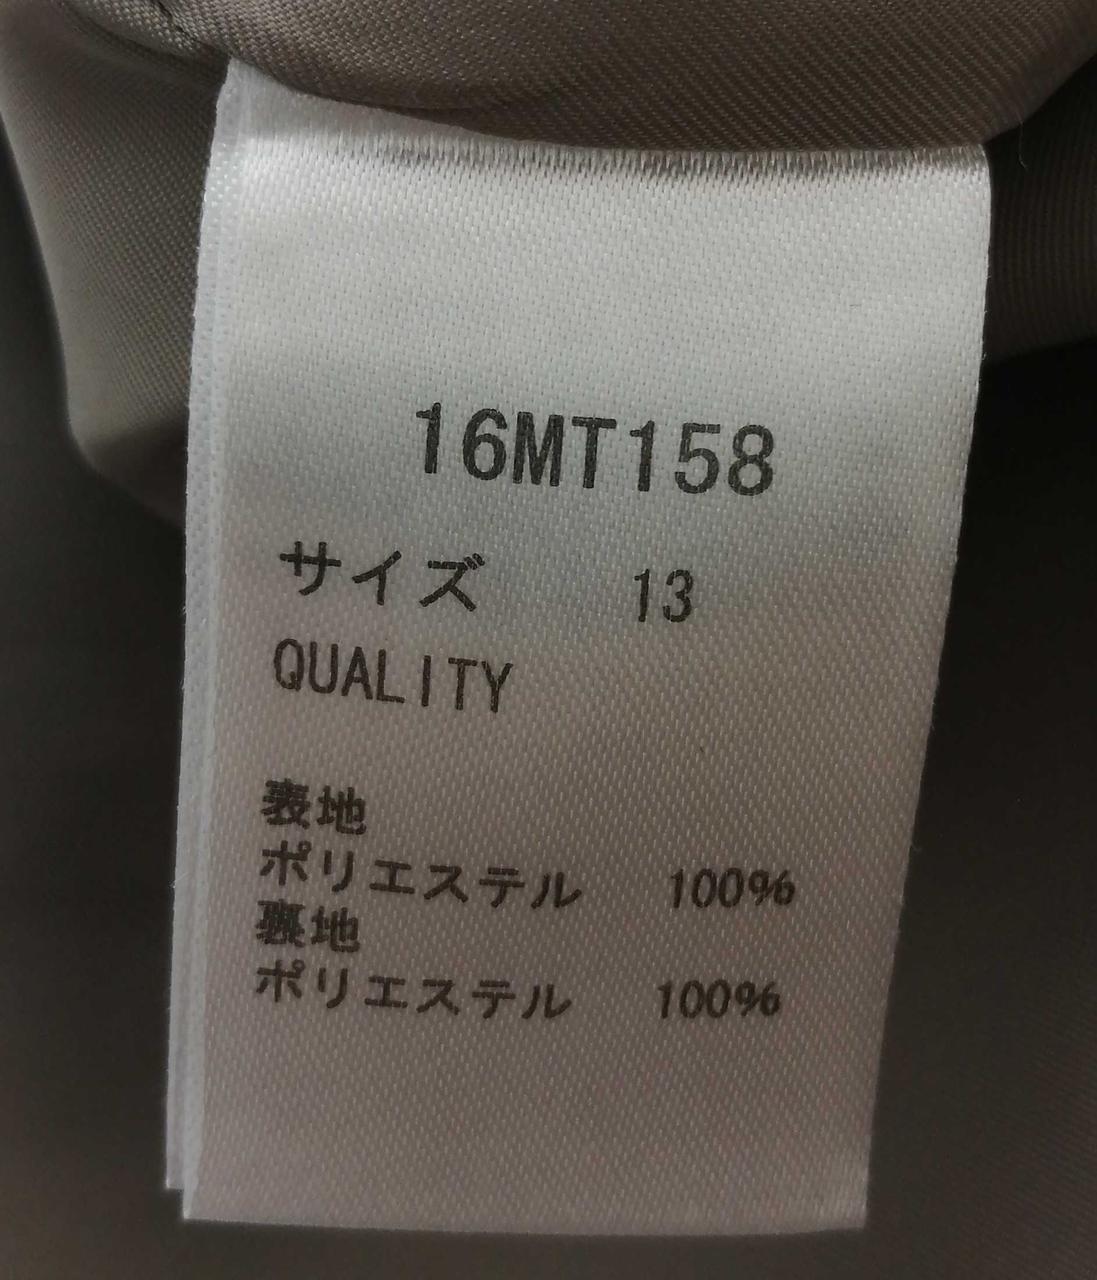 16MT158
サイズ 13
QUALITY
表地
ポリエステル 100%
裏地
ポリエステル 100%